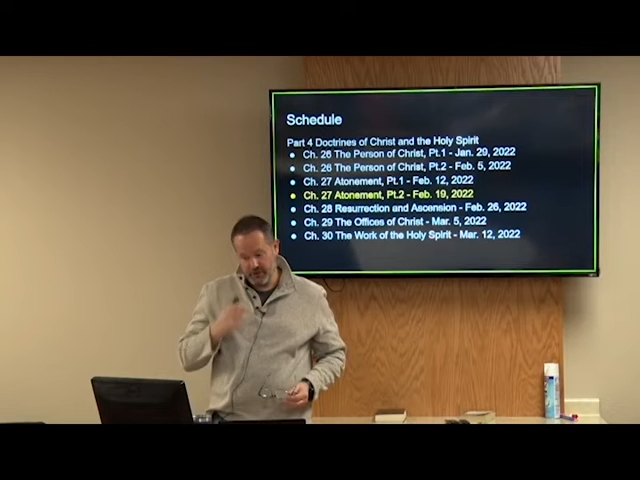 Schedule
Part 4 Doctrines of Christ and the Holy Spirit
● Ch. 26 The Person of Christ, Pt.1 - Jan. 29, 2022
● Ch. 26 The Person of Christ, Pt.2 - Feb. 5, 2022
● Ch. 27 Atonement, Pt.1 - Feb. 12, 2022
● Ch. 27 Atonement, Pt.2 - Feb. 19, 2022
● Ch. 28 Resurrection and Ascension - Feb. 26, 2022
● Ch. 29 The Offices of Christ - Mar. 5, 2022
● Ch. 30 The Work of the Holy Spirit - Mar. 12, 2022